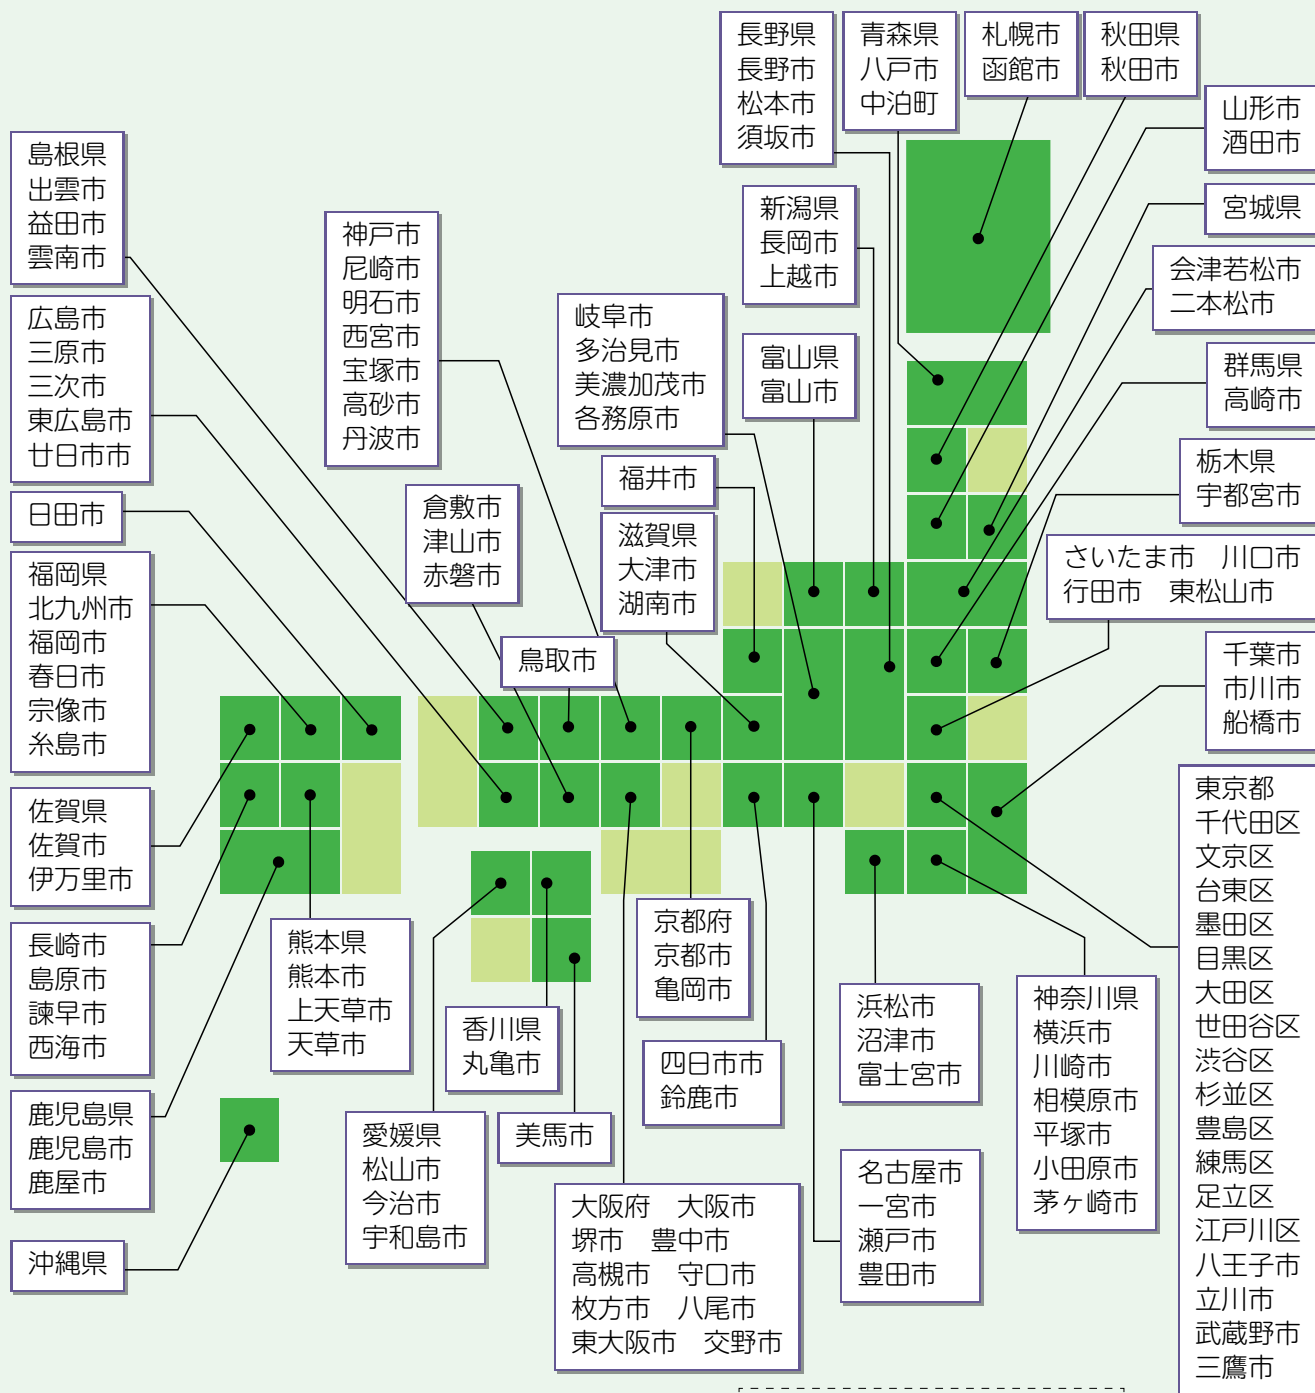 長野県
長野市
松本市
須坂市
青森県
八戸市
中泊町
札幌市
函館市
秋田県
秋田市
山形市
酒田市
宮城県
会津若松市
二本松市
群馬県
高崎市
栃木県
宇都宮市
さいたま市　川口市
行田市　東松山市
千葉市
市川市
船橋市
島根県
出雲市
益田市
雲南市
神戸市
尼崎市
明石市
西宮市
宝塚市
高砂市
丹波市
新潟県
長岡市
上越市
岐阜市
多治見市
美濃加茂市
各務原市
富山県
富山市
広島市
三原市
三次市
東広島市
廿日市市
福井市
倉敷市
津山市
赤磐市
滋賀県
大津市
湖南市
日田市
鳥取市
福岡県
北九州市
福岡市
春日市
宗像市
糸島市
佐賀県
佐賀市
伊万里市
長崎市
島原市
諫早市
西海市
熊本県
熊本市
上天草市
天草市
鹿児島県
鹿児島市
鹿屋市
沖縄県
香川県
丸亀市
愛媛県
松山市
今治市
宇和島市
美馬市
京都府
京都市
亀岡市
四日市市
鈴鹿市
大阪府　大阪市
堺市　豊中市
高槻市　守口市
枚方市　八尾市
東大阪市　交野市
名古屋市
一宮市
瀬戸市
豊田市
浜松市
沼津市
富士宮市
神奈川県
横浜市
川崎市
相模原市
平塚市
小田原市
茅ヶ崎市
東京都
千代田区
文京区
台東区
墨田区
目黒区
大田区
世田谷区
渋谷区
杉並区
豊島区
練馬区
足立区
江戸川区
八王子市
立川市
武蔵野市
三鷹市